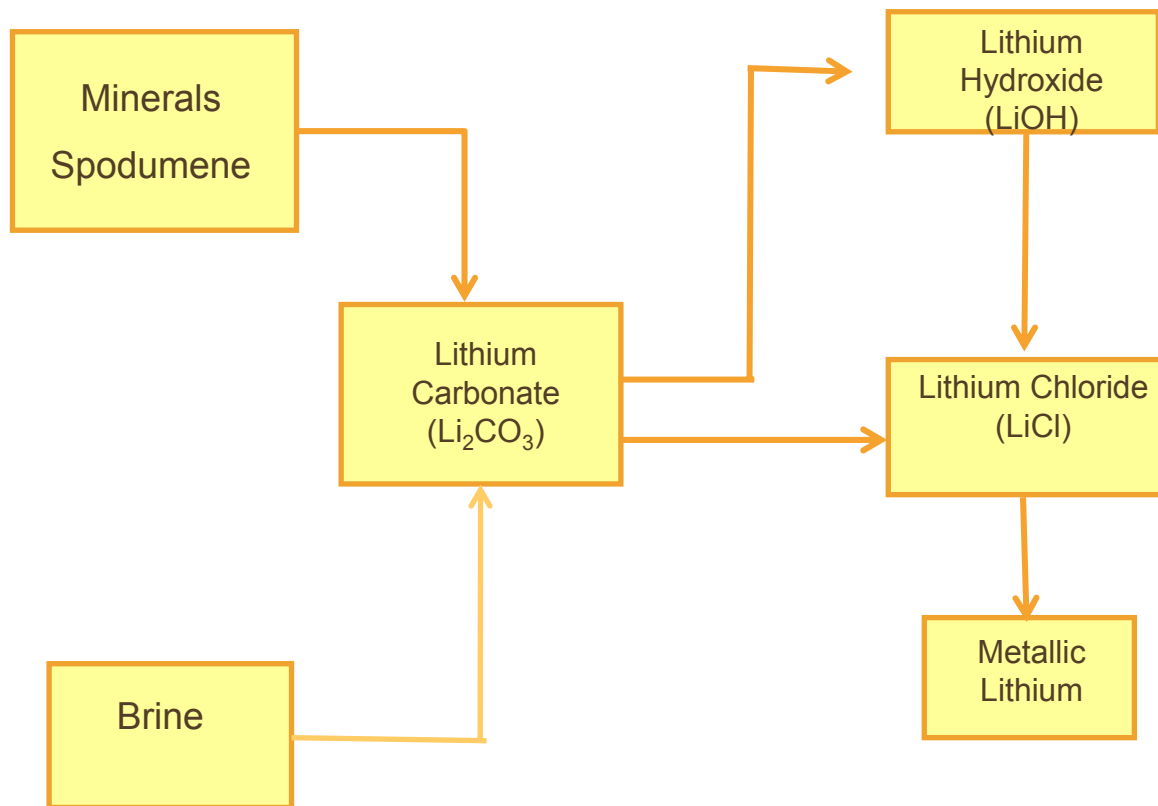 Minerals
Spodumene
Lithium
Carbonate
(Li₂CO₃)
Brine
Lithium
Hydroxide
(LiOH)
Lithium Chloride
(LiCl)
Metallic
Lithium